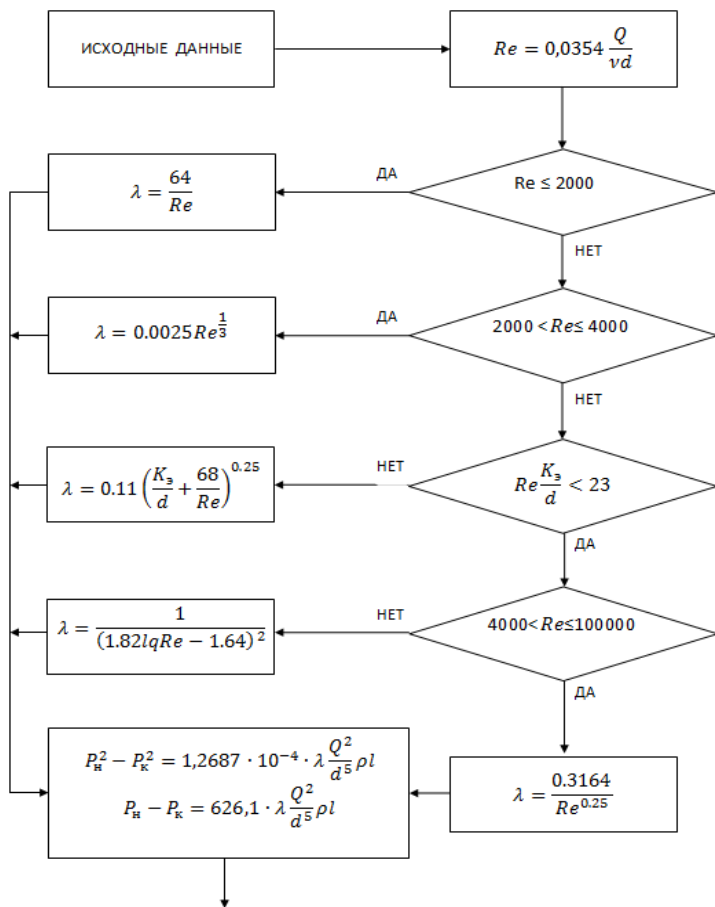 ИСХОДНЫЕ ДАННЫЕ
Re = 0,0354 Q/νd
ДА
λ = 64/Re
Re ≤ 2000
НЕТ
ДА
λ = 0.0025Re^(1/3)
2000 <Re≤ 4000
НЕТ
НЕТ
λ = 0.11 (Kэ/d + 68/Re)^0.25
Re Kэ/d < 23
ДА
НЕТ
λ = 1/(1.82lqRe − 1.64)^2
4000<Re≤100000
ДА
Pн² − Pк² = 1,2687 · 10⁻⁴ · λ Q²/d⁵ ρl
Pн − Pк = 626,1 · λ Q²/d⁵ ρl
λ = 0.3164/Re^0.25